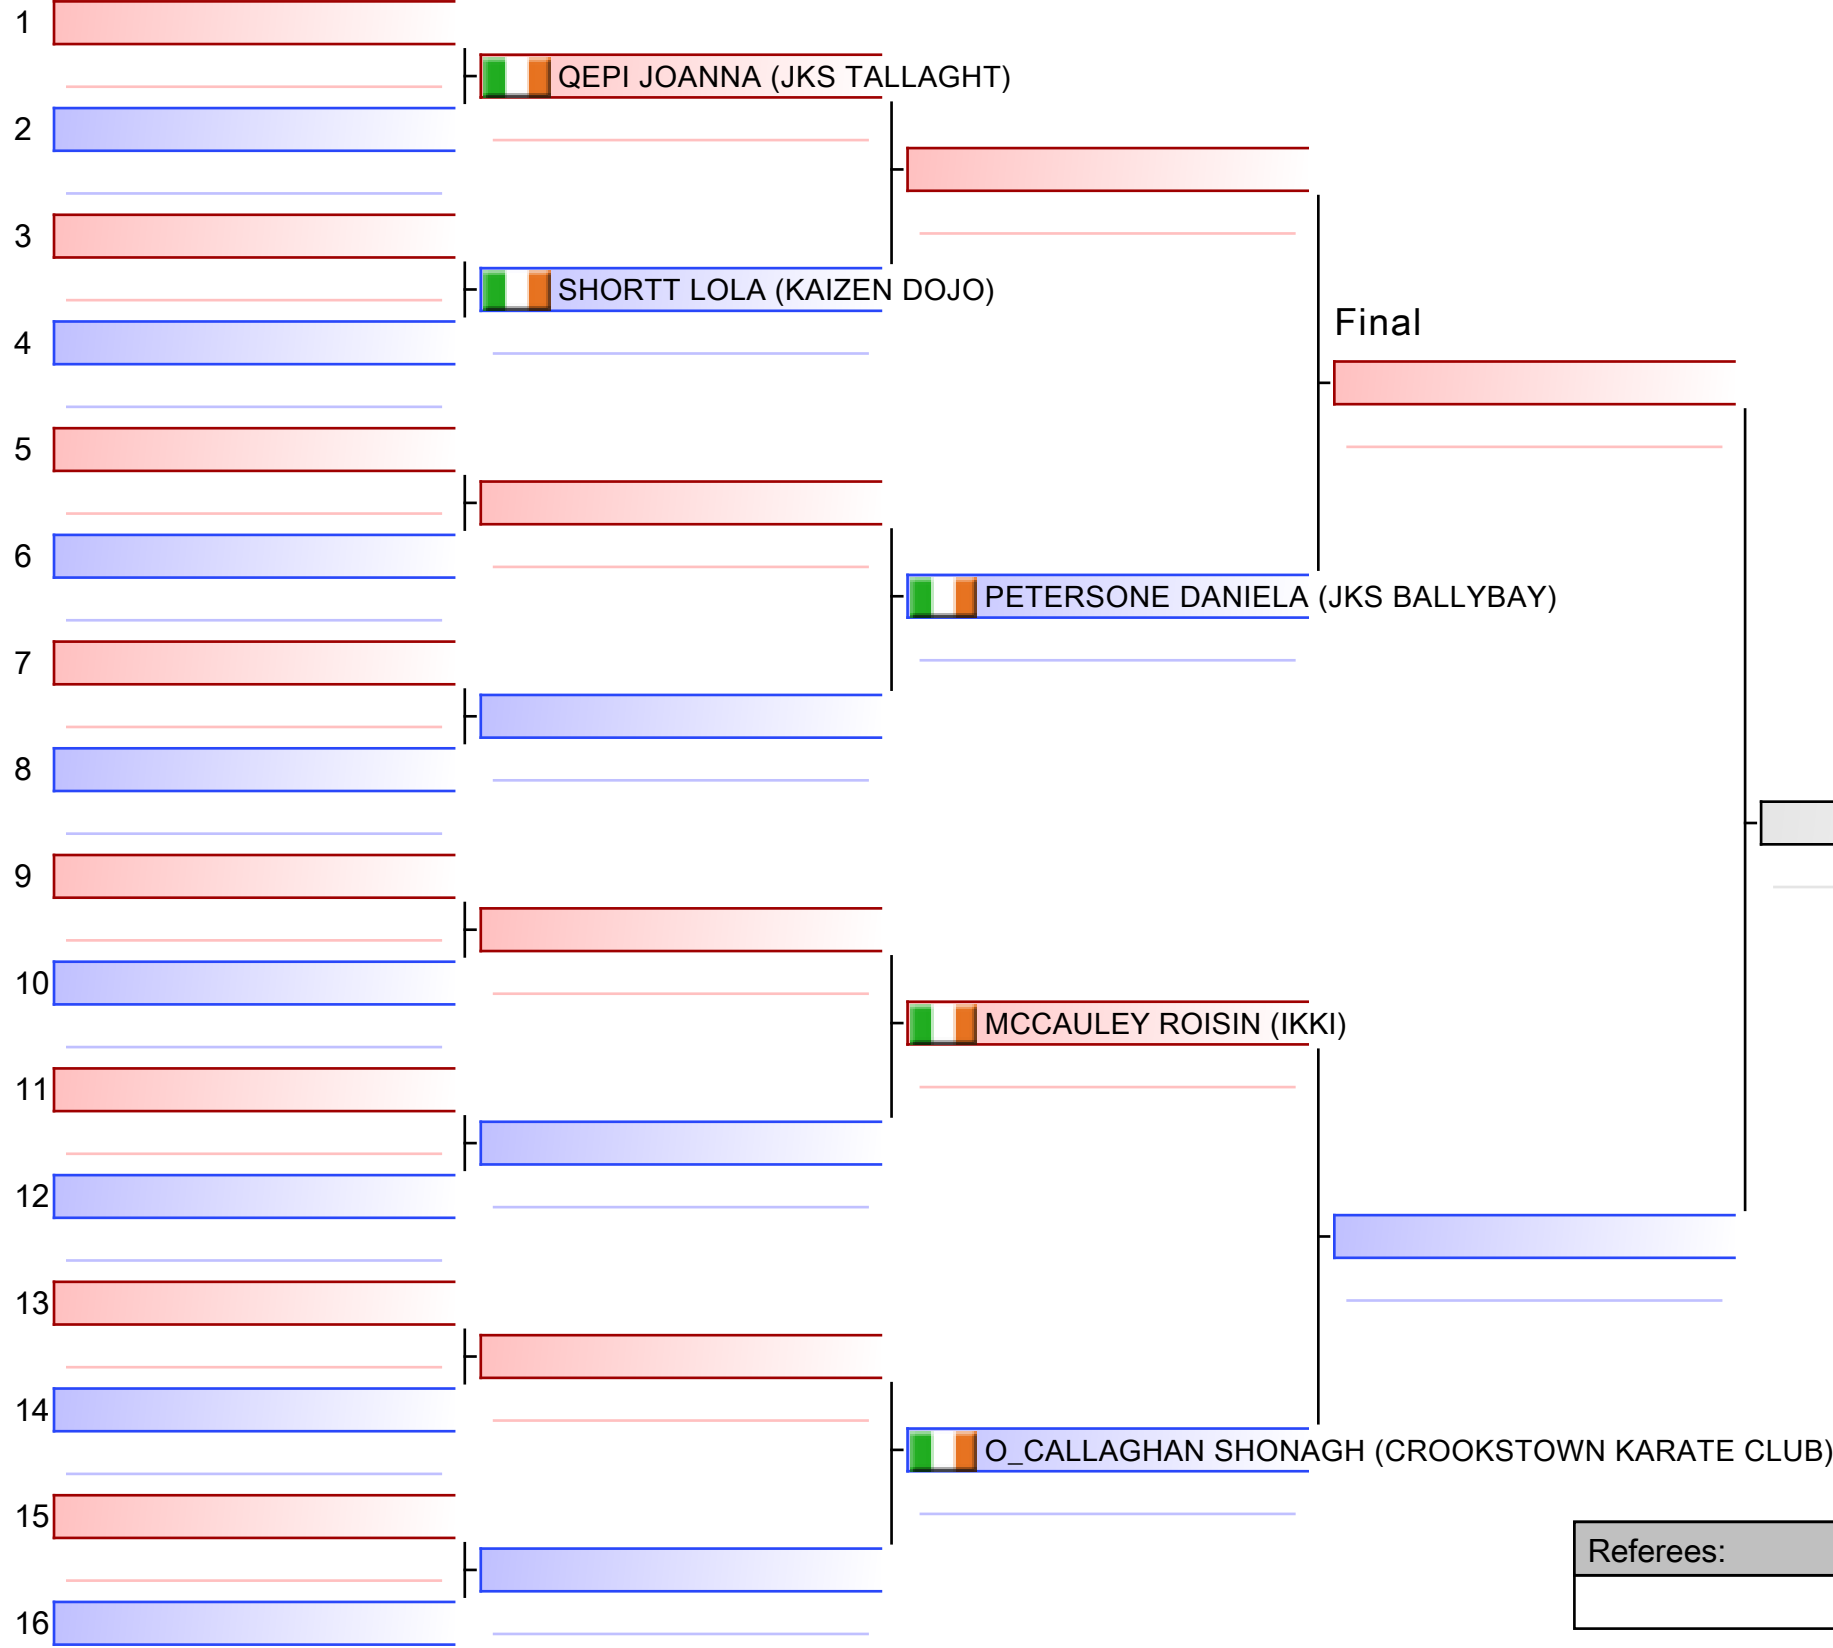 1
QEPI JOANNA (JKS TALLAGHT)
2
3
SHORTT LOLA (KAIZEN DOJO)
Final
4
5
6
PETERSONE DANIELA (JKS BALLYBAY)
7
8
9
10
MCCAULEY ROISIN (IKKI)
11
12
13
14
O_CALLAGHAN SHONAGH (CROOKSTOWN KARATE CLUB)
15
Referees:
16